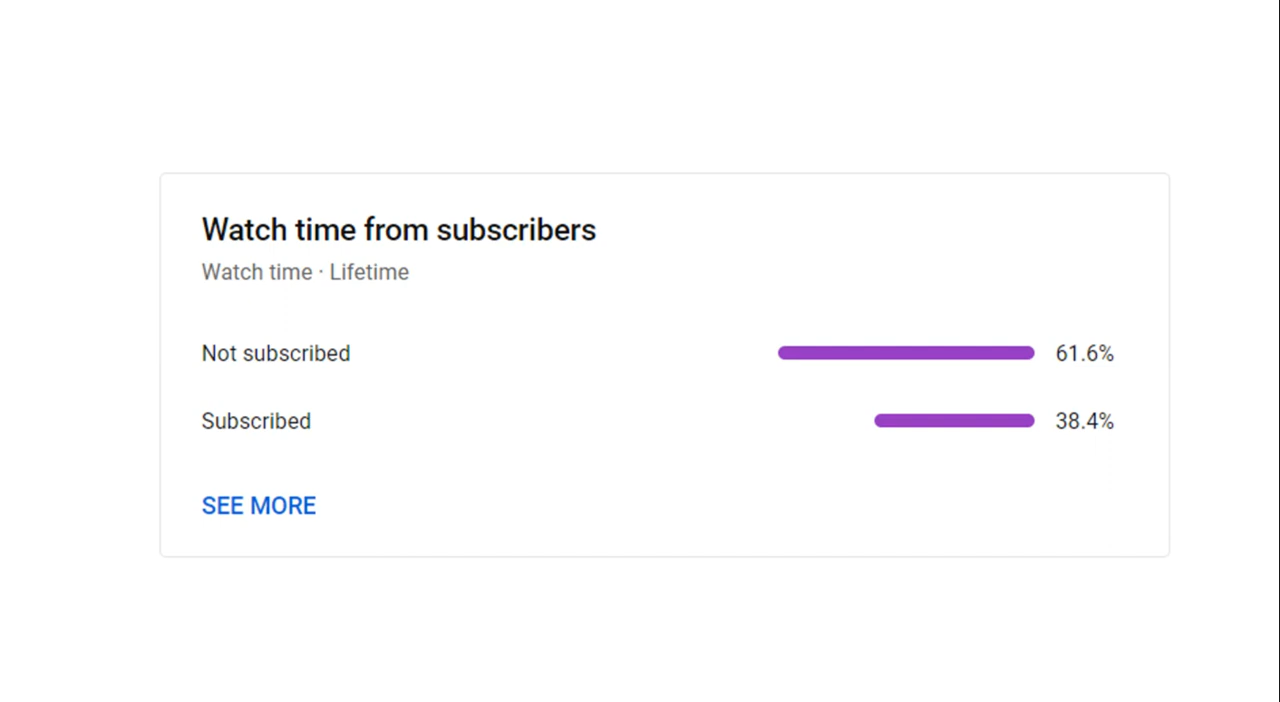 Watch time from subscribers
Watch time · Lifetime
Not subscribed 61.6%
Subscribed 38.4%
SEE MORE